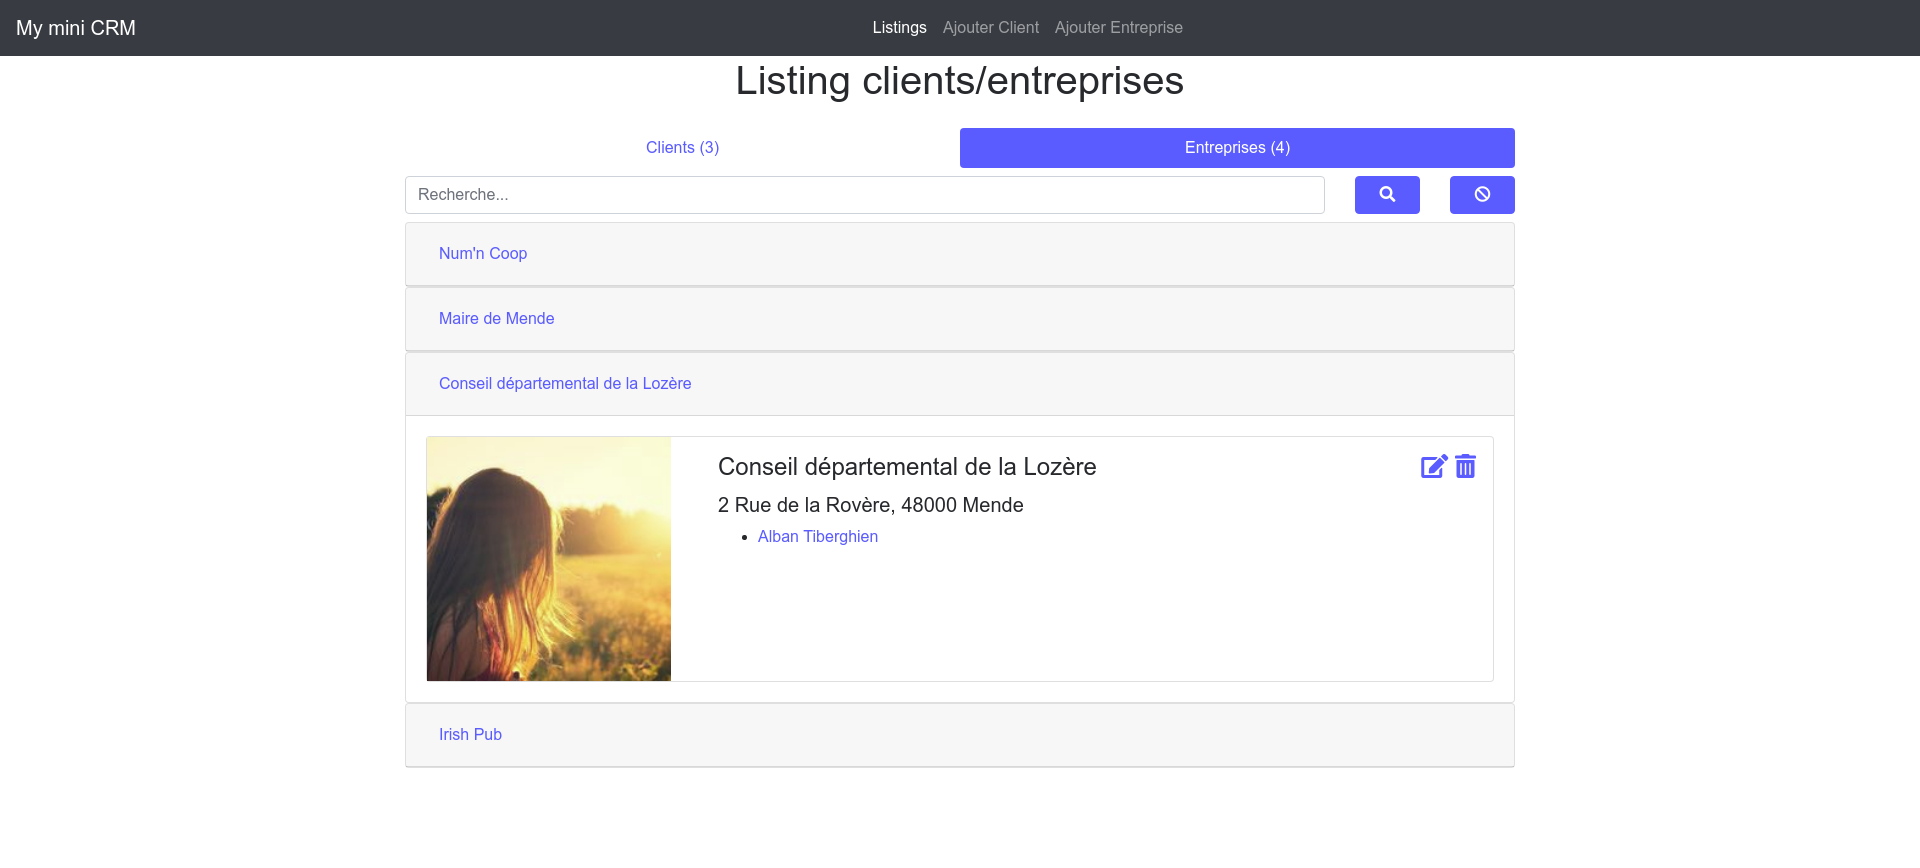 My mini CRM
Listings Ajouter Client Ajouter Entreprise
Listing clients/entreprises
Clients (3)
Entreprises (4)
Recherche...
Num'n Coop
Maire de Mende
Conseil départemental de la Lozère
Conseil départemental de la Lozère
2 Rue de la Rovère, 48000 Mende
Alban Tiberghien
Irish Pub